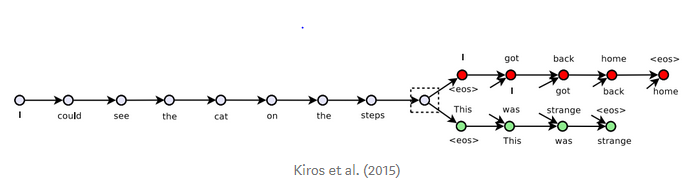 I got back home <eos>
<eos> I got back home
This was strange <eos>
I could see the cat on the steps
<eos> This was strange
Kiros et al. (2015)